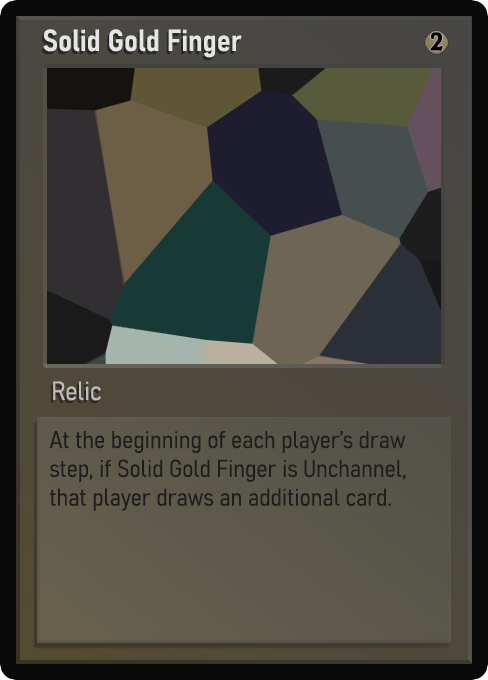 Solid Gold Finger
2
Relic
At the beginning of each player's draw
step, if Solid Gold Finger is Unchannel,
that player draws an additional card.